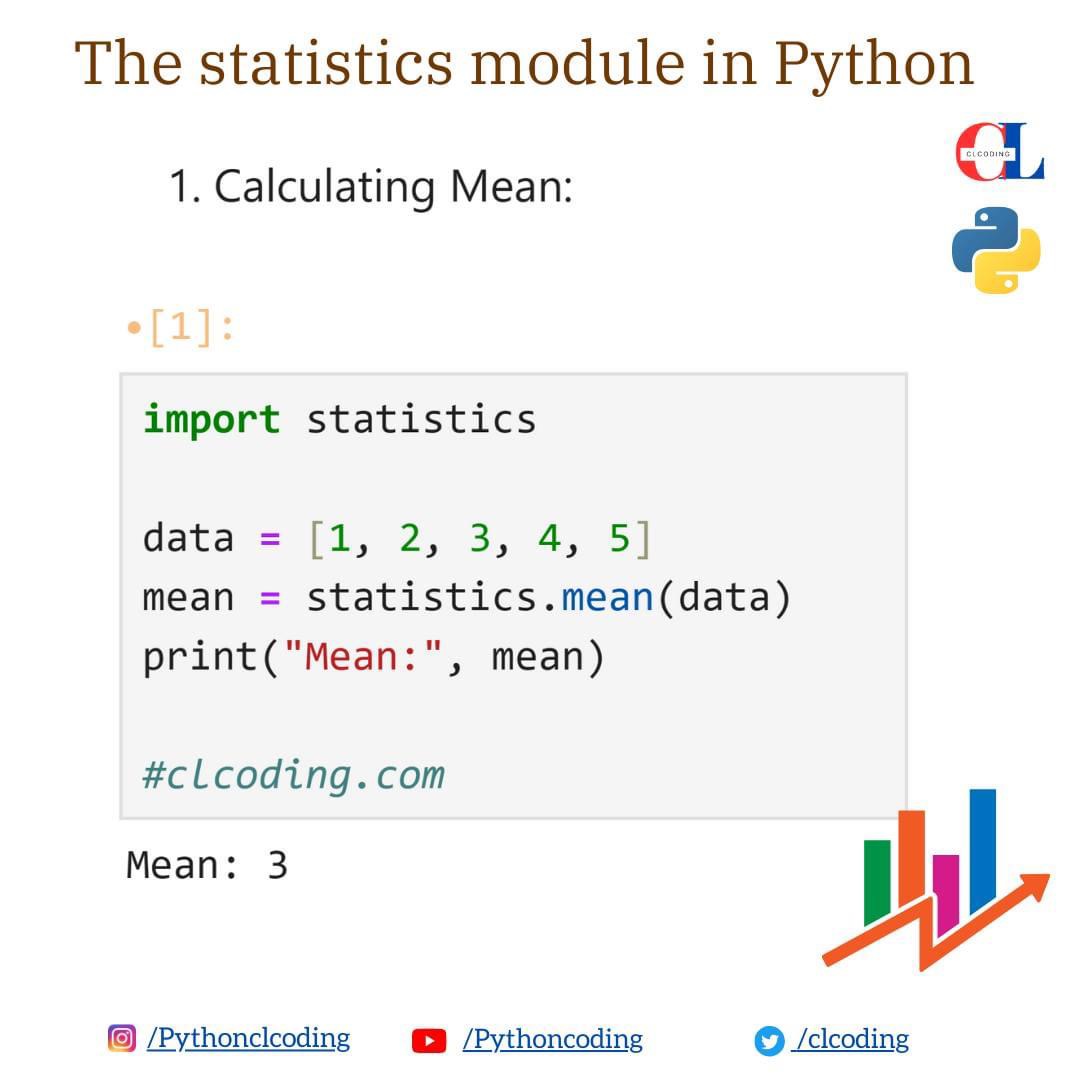 The statistics module in Python
CLCODING
1. Calculating Mean:
•[1]:
import statistics
data = [1, 2, 3, 4, 5]
mean = statistics.mean(data)
print("Mean:", mean)
#clcoding.com
Mean: 3
/Pythonclcoding
/Pythoncoding
/clcoding